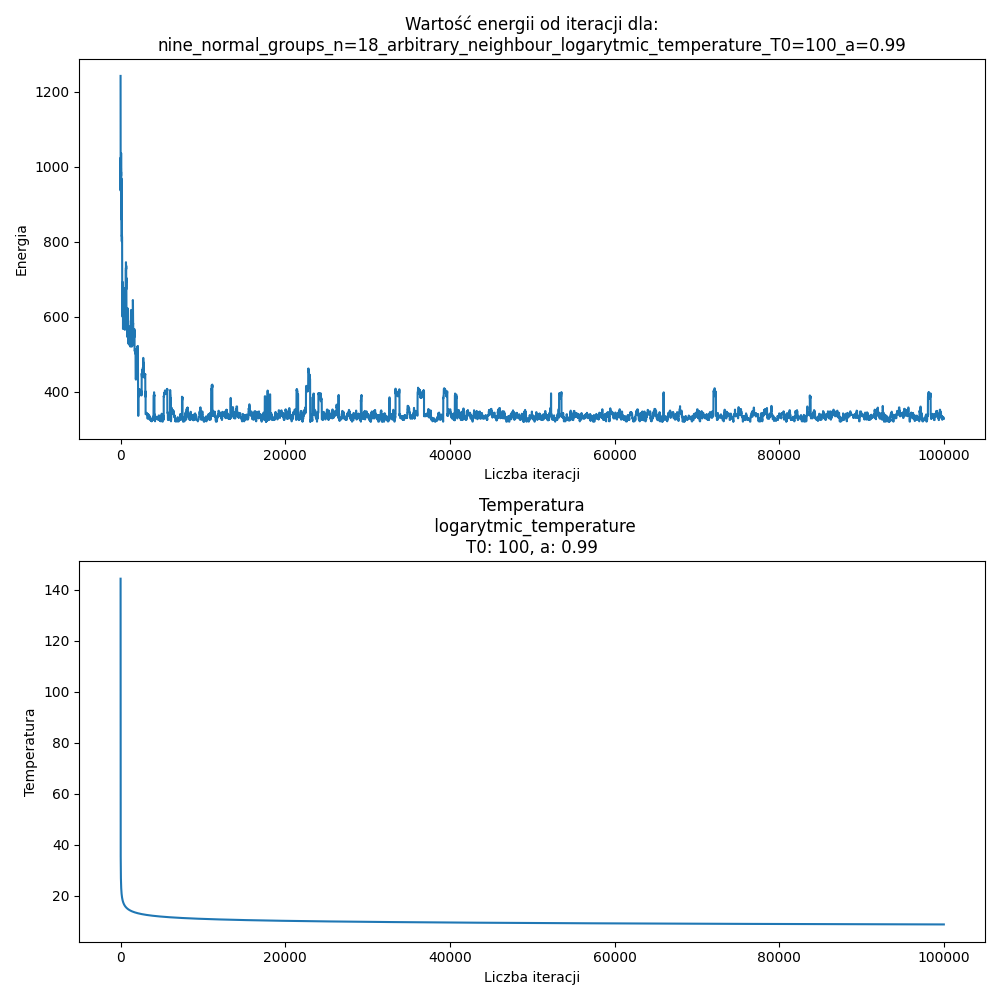 Wartość energii od iteracji dla:
nine_normal_groups_n=18_arbitrary_neighbour_logarytmic_temperature_T0=100_a=0.99
1200
1000
800
600
400
Energia
0 20000 40000 60000 80000 100000
Liczba iteracji
Temperatura
logarytmic_temperature
T0: 100, a: 0.99
140
120
100
80
60
40
20
Temperatura
0 20000 40000 60000 80000 100000
Liczba iteracji